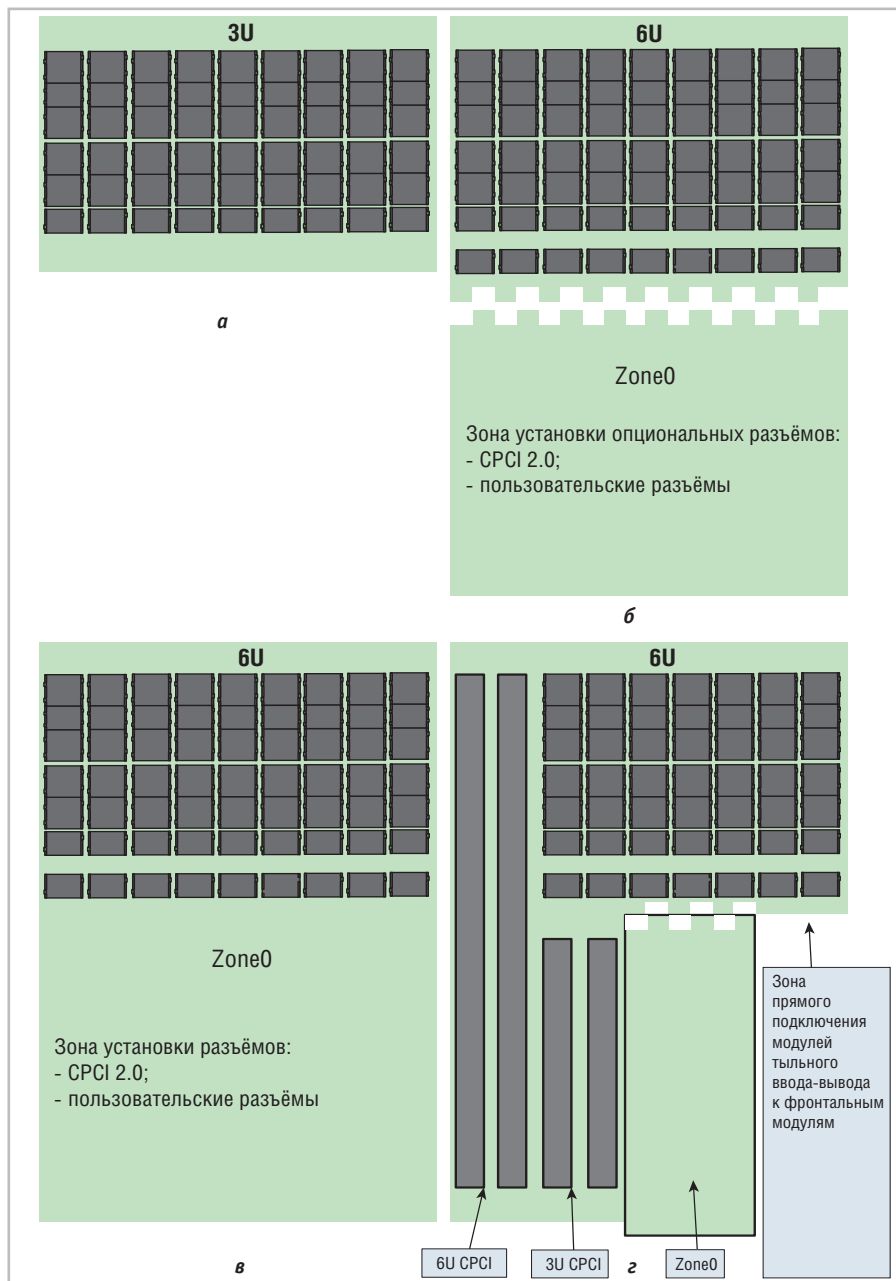 3U
6U
а
Zone0
Зона установки опциональных разъёмов:
- CPCI 2.0;
- пользовательские разъёмы
б
6U
6U
Zone0
Зона установки разъёмов:
- CPCI 2.0;
- пользовательские разъёмы
Зона
прямого
подключения
модулей
тыльного
ввода-вывода
к фронтальным
модулям
в
6U CPCI
3U CPCI
г
Zone0